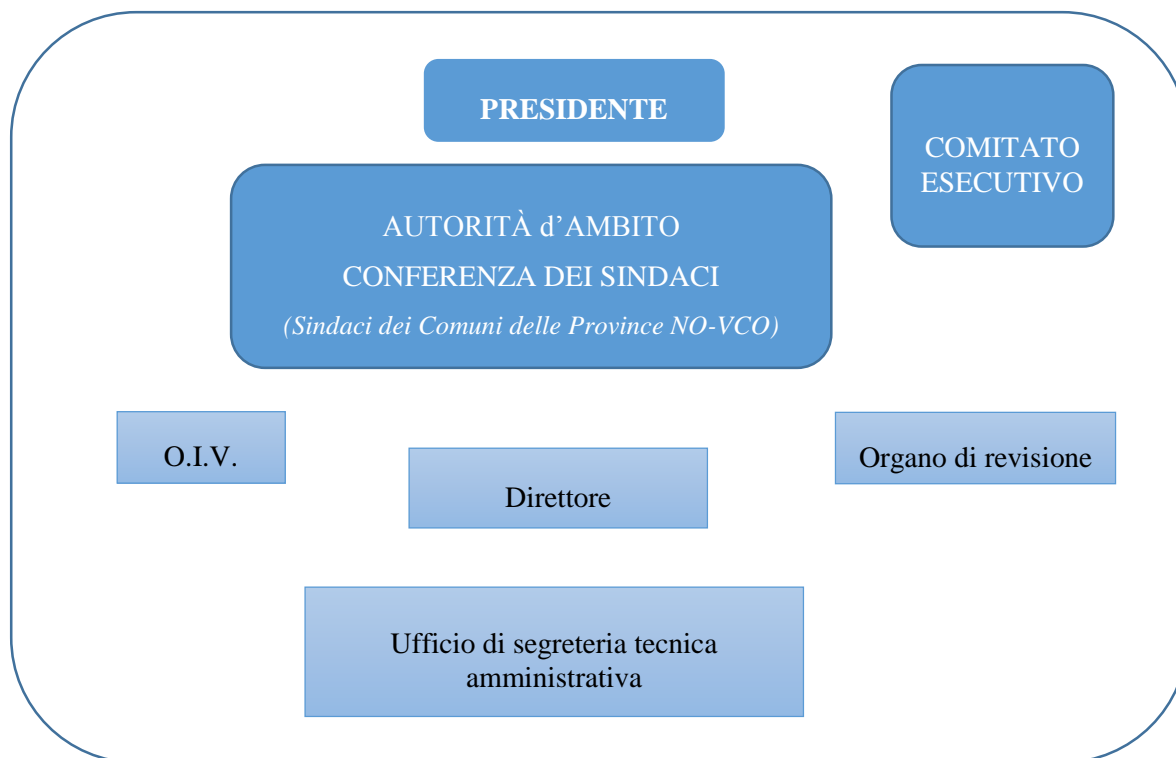 PRESIDENTE
COMITATO
ESECUTIVO
AUTORITÀ d’AMBITO
CONFERENZA DEI SINDACI
(Sindaci dei Comuni delle Province NO-VCO)
O.I.V.
Organo di revisione
Direttore
Ufficio di segreteria tecnica
amministrativa